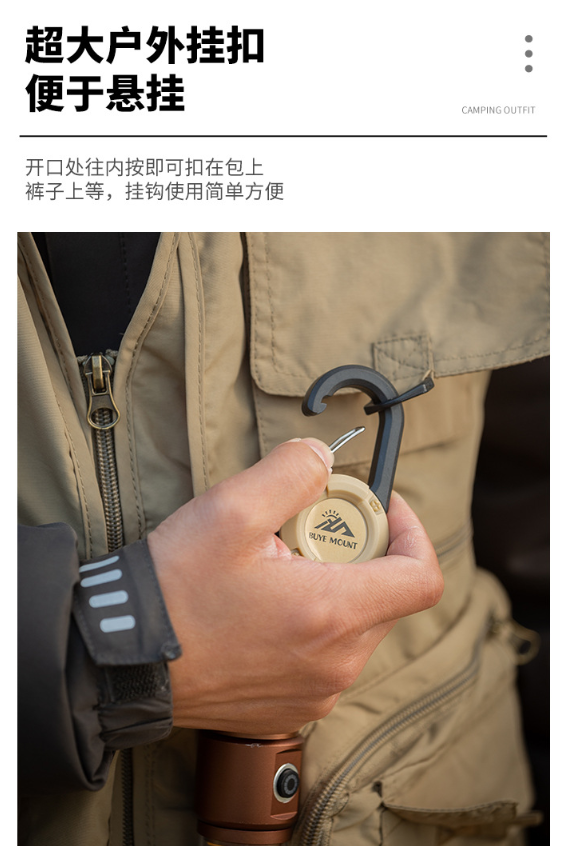 超大户外挂扣
便于悬挂
CAMPING OUTFIT
开口处往内按即可扣在包上
裤子上等，挂钩使用简单方便
BUYE MOUNT